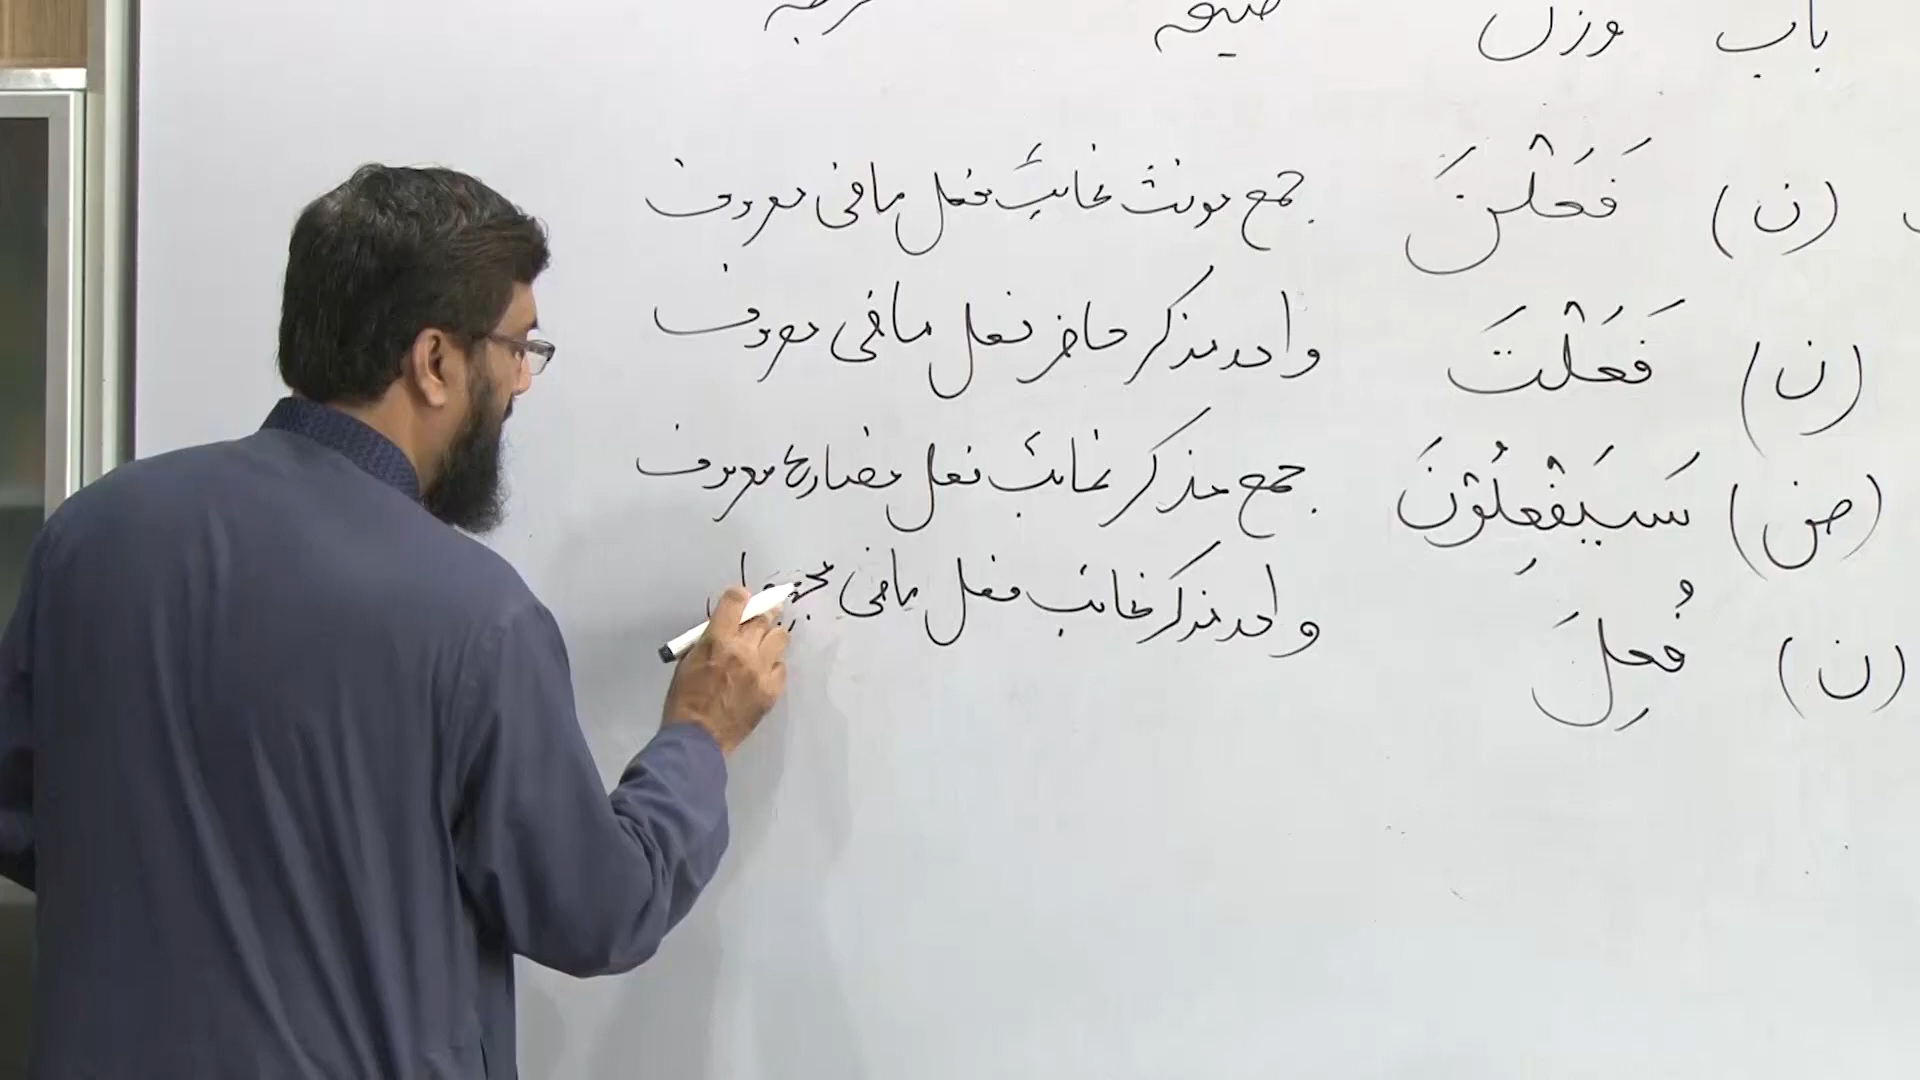 باب وزن صیغہ ترجمہ
(ن) فَعَلْنَ جمع مونث غائب فعل ماضی معروف
(ن) فَعَلْتَ واحد مذکر حاضر فعل ماضی معروف
(ض) سَيَفْعِلُوْنَ جمع مذکر غائب فعل مضارع معروف
(ن) فُعِلَ واحد مذکر غائب فعل ماضی مجہول